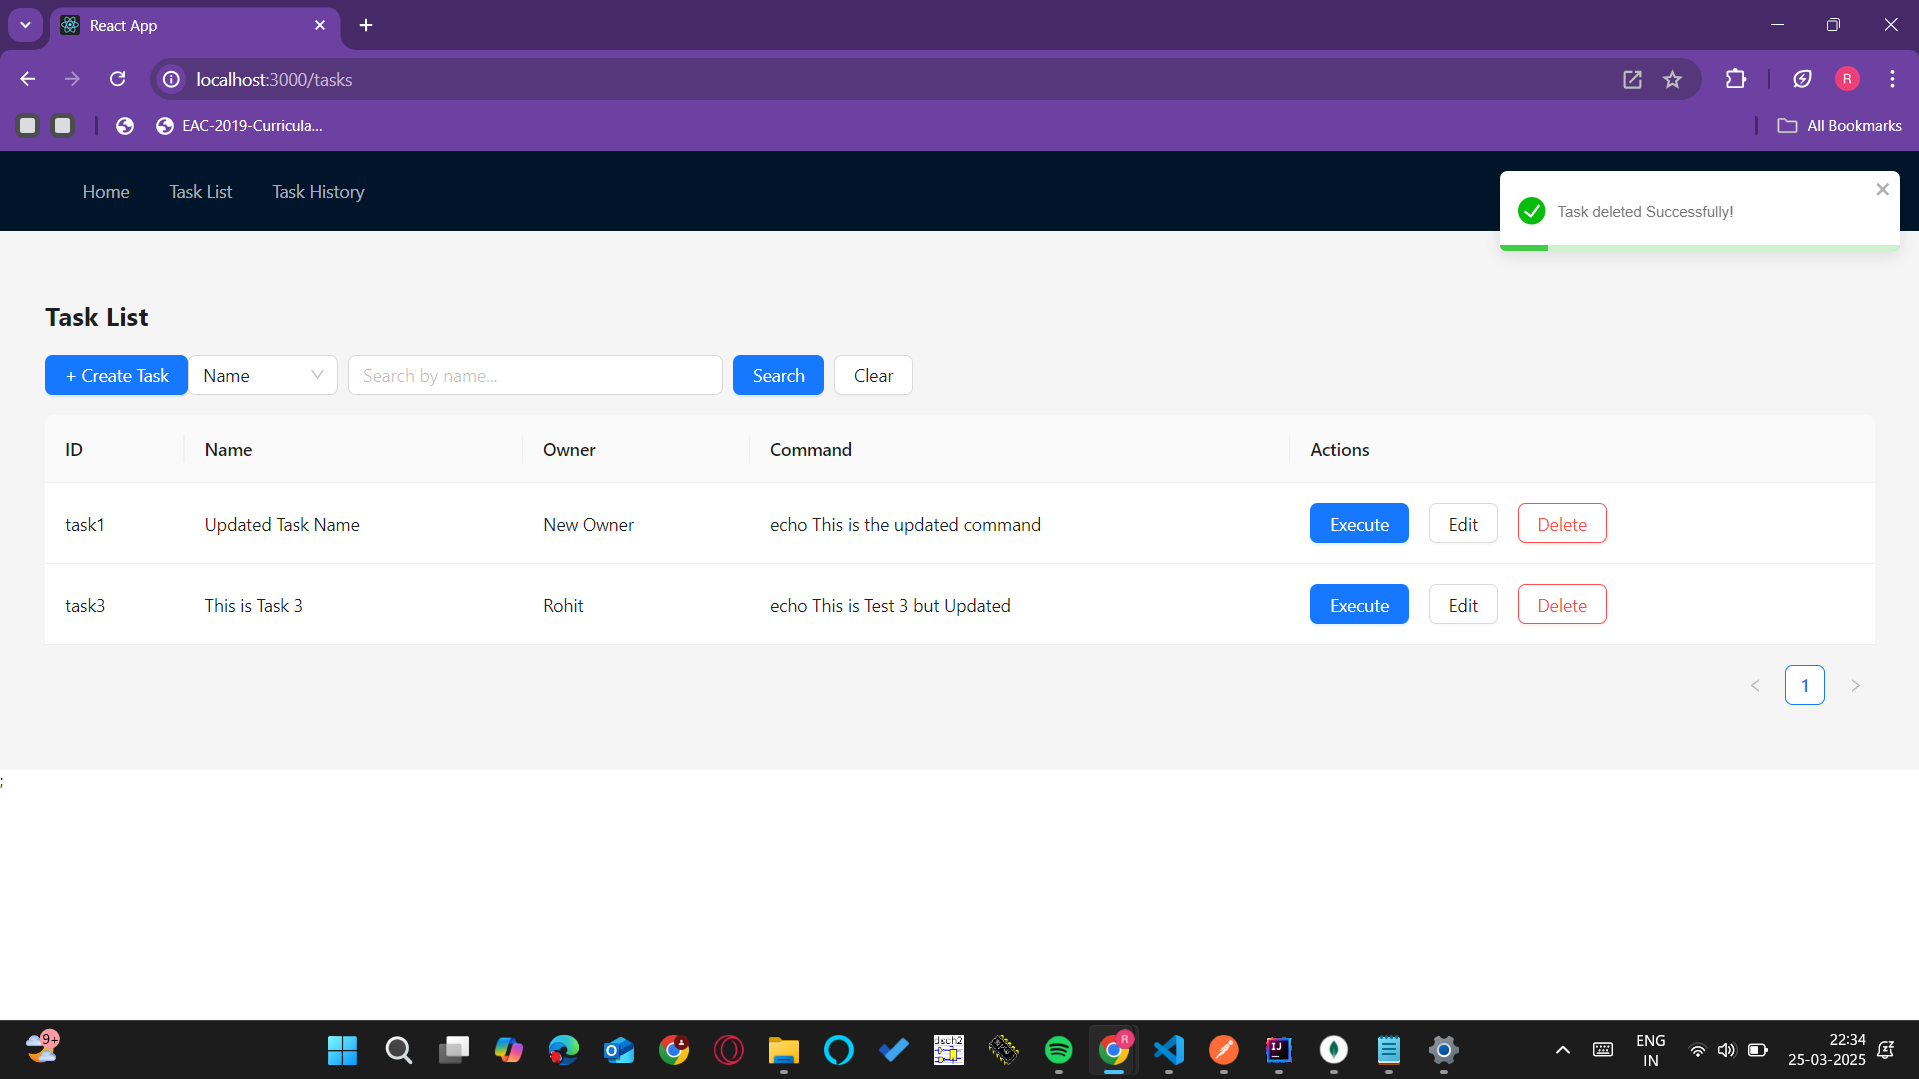 React App
localhost:3000/tasks
R
EAC-2019-Curricula...
All Bookmarks
Home Task List Task History
Task deleted Successfully!
Task List
+ Create Task Name Search by name... Search Clear
ID Name Owner Command Actions
task1 Updated Task Name New Owner echo This is the updated command Execute Edit Delete
task3 This is Task 3 Rohit echo This is Test 3 but Updated Execute Edit Delete
< 1 >
;
9+
dsch2
R
IJ
ENG
IN
22:34
25-03-2025